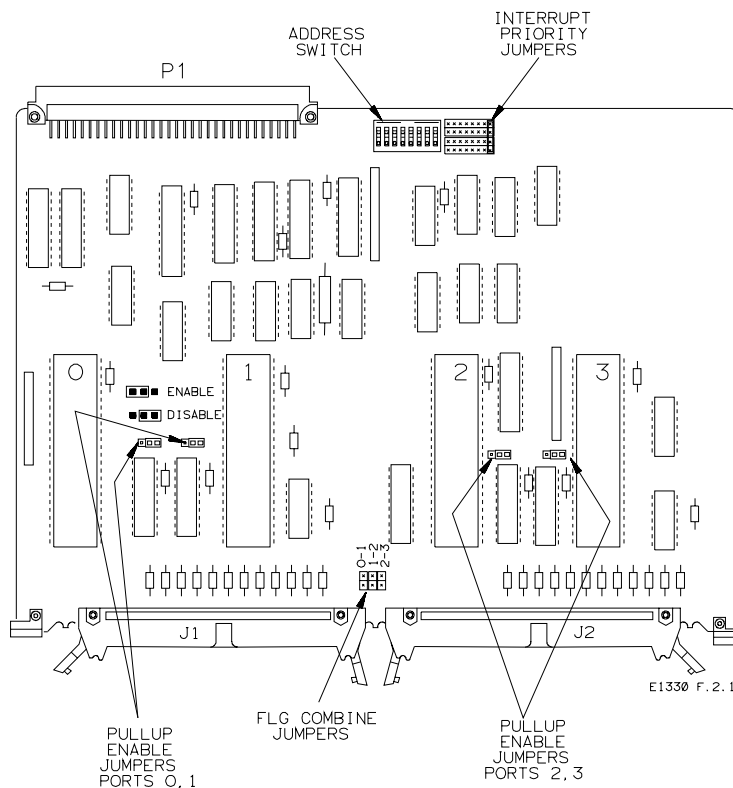 INTERRUPT
PRIORITY
JUMPERS
ADDRESS
SWITCH
P1
0
1
2
3
ENABLE
DISABLE
0-1
1-2
2-3
J1
J2
E1330 F.2.1
FLG COMBINE
JUMPERS
PULLUP
ENABLE
JUMPERS
PORTS 0,1
PULLUP
ENABLE
JUMPERS
PORTS 2,3